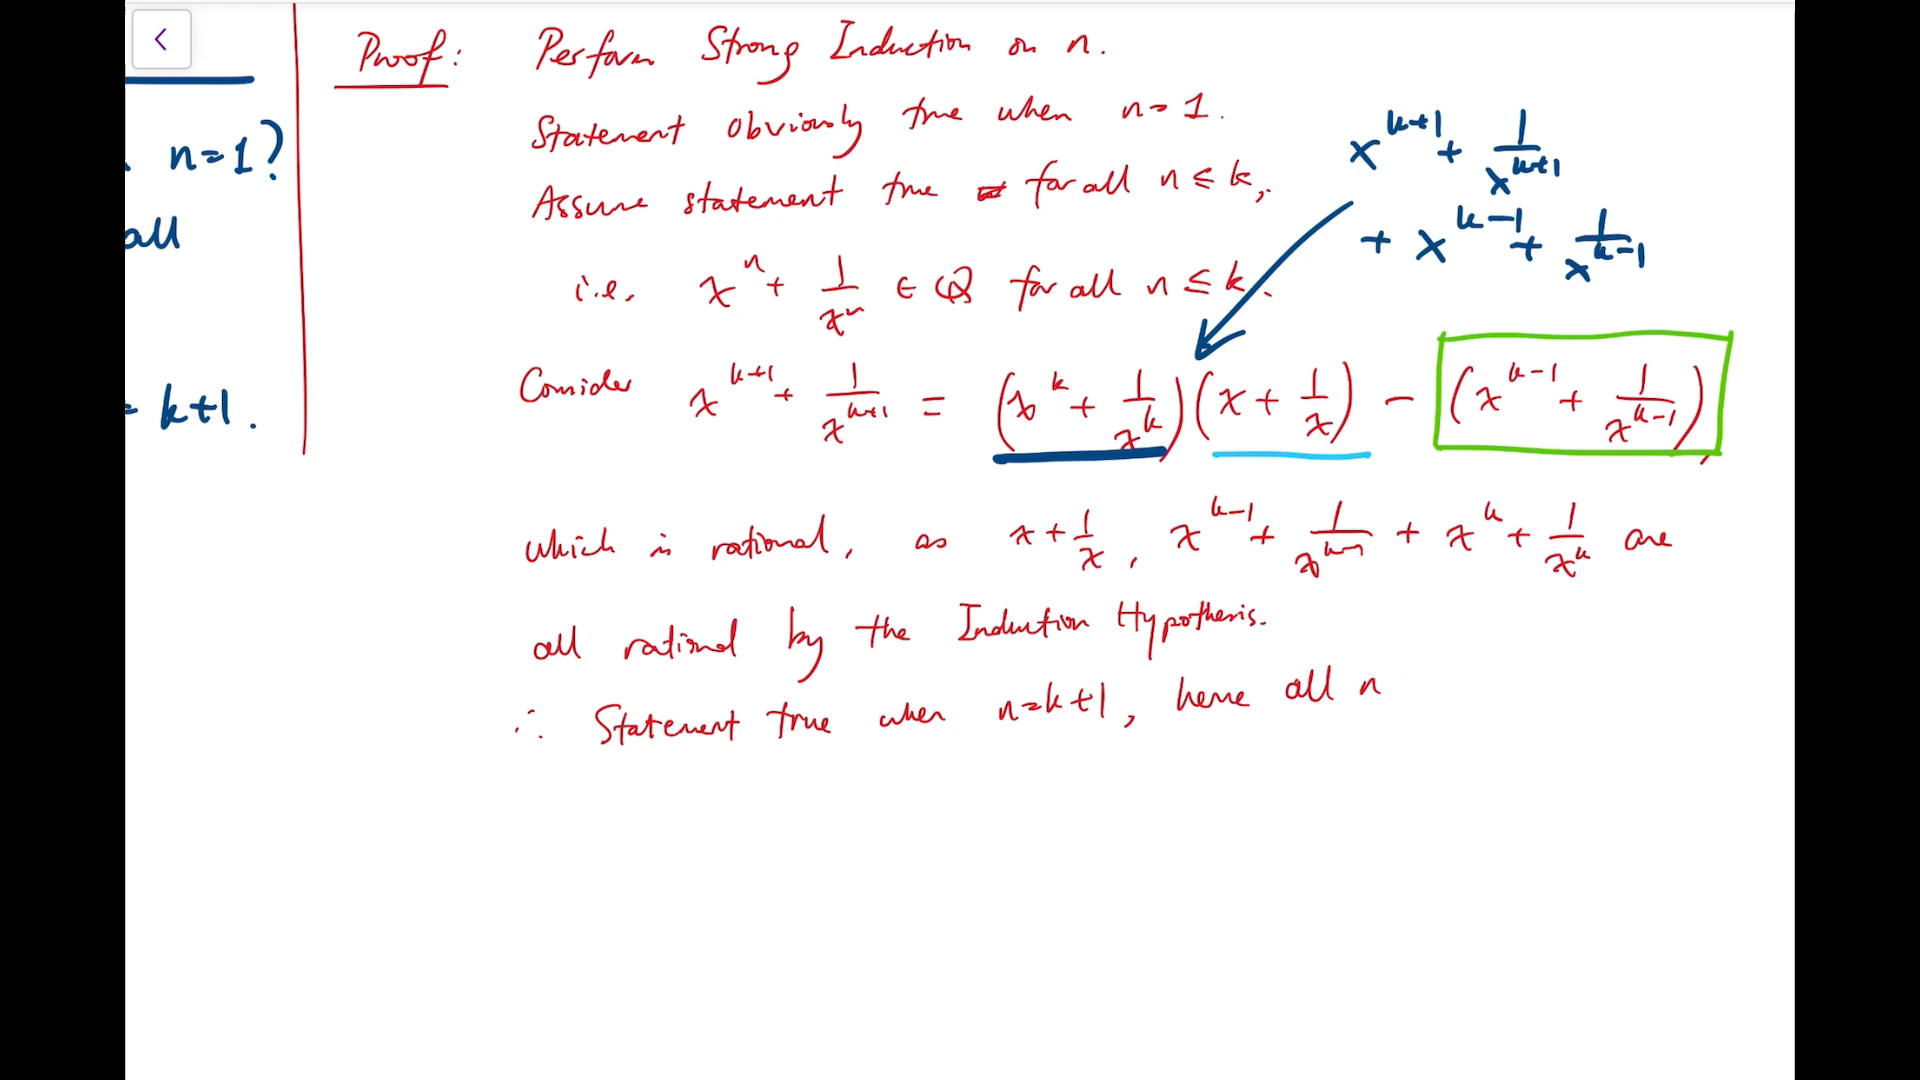 n=1?
all
= k+1.
Proof: Perform Strong Induction on n.
Statement obviously true when n=1.
Assume statement true for all n ≤ k,
i.e. x^n + 1/x^n ∈ ℚ for all n ≤ k.
x^{k+1} + 1/x^{k+1}
+ x^{k-1} + 1/x^{k-1}
Consider x^{k+1} + 1/x^{k+1} = (x^k + 1/x^k)(x + 1/x) - (x^{k-1} + 1/x^{k-1}),
which is rational, as x + 1/x, x^{k-1} + 1/x^{k-1} + x^k + 1/x^k are
all rational by the Induction Hypothesis.
∴ Statement true when n=k+1, hence all n